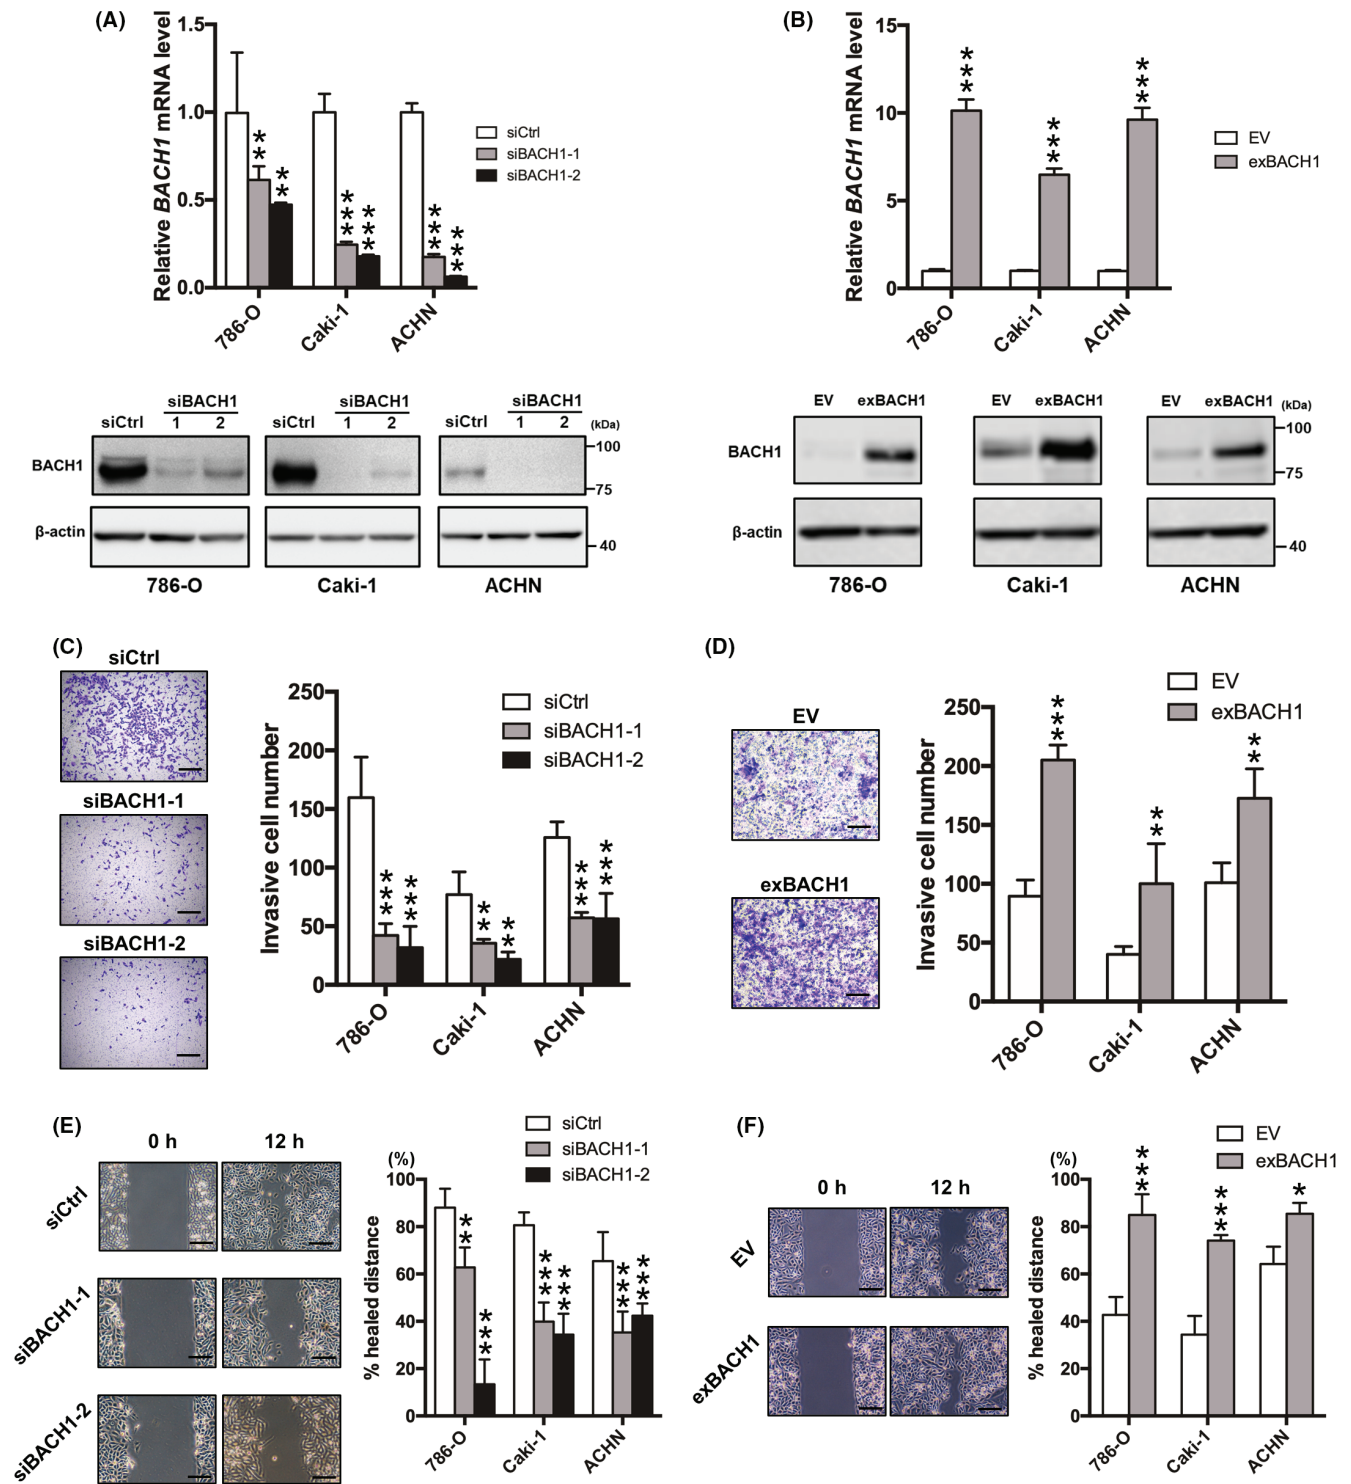 (A)
Relative BACH1 mRNA level
1.5
1.0
0.5
0.0
** ** *** *** *** ***
siCtrl
siBACH1-1
siBACH1-2
786-O Caki-1 ACHN
siBACH1 siBACH1 siBACH1
siCtrl 1 2 siCtrl 1 2 siCtrl 1 2 (kDa)
BACH1
100
75
β-actin
40
786-O Caki-1 ACHN
(B)
Relative BACH1 mRNA level
15
10
5
0
*** *** ***
EV
exBACH1
786-O Caki-1 ACHN
EV exBACH1 EV exBACH1 EV exBACH1 (kDa)
BACH1
100
75
β-actin
40
786-O Caki-1 ACHN
(C)
siCtrl
siBACH1-1
siBACH1-2
Invasive cell number
250
200
150
100
50
0
*** *** ** ** *** ***
siCtrl
siBACH1-1
siBACH1-2
786-O Caki-1 ACHN
(D)
EV
exBACH1
Invasive cell number
250
200
150
100
50
0
*** ** **
EV
exBACH1
786-O Caki-1 ACHN
(E)
0 h 12 h
siCtrl
siBACH1-1
siBACH1-2
(%)
% healed distance
100
80
60
40
20
0
** *** *** *** *** ***
siCtrl
siBACH1-1
siBACH1-2
786-O Caki-1 ACHN
(F)
0 h 12 h
EV
exBACH1
(%)
% healed distance
100
80
60
40
20
0
*** *** *
EV
exBACH1
786-O Caki-1 ACHN